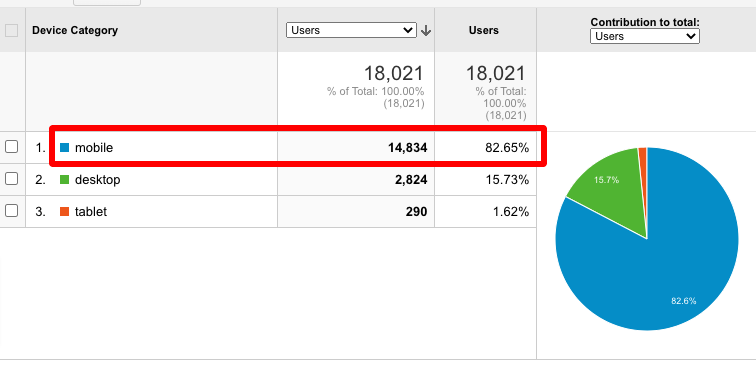 Device Category
Users
Users
Contribution to total:
Users
18,021
% of Total: 100.00%
(18,021)
18,021
% of Total:
100.00%
(18,021)
1. mobile 14,834 82.65%
2. desktop 2,824 15.73%
3. tablet 290 1.62%
15.7%
82.6%